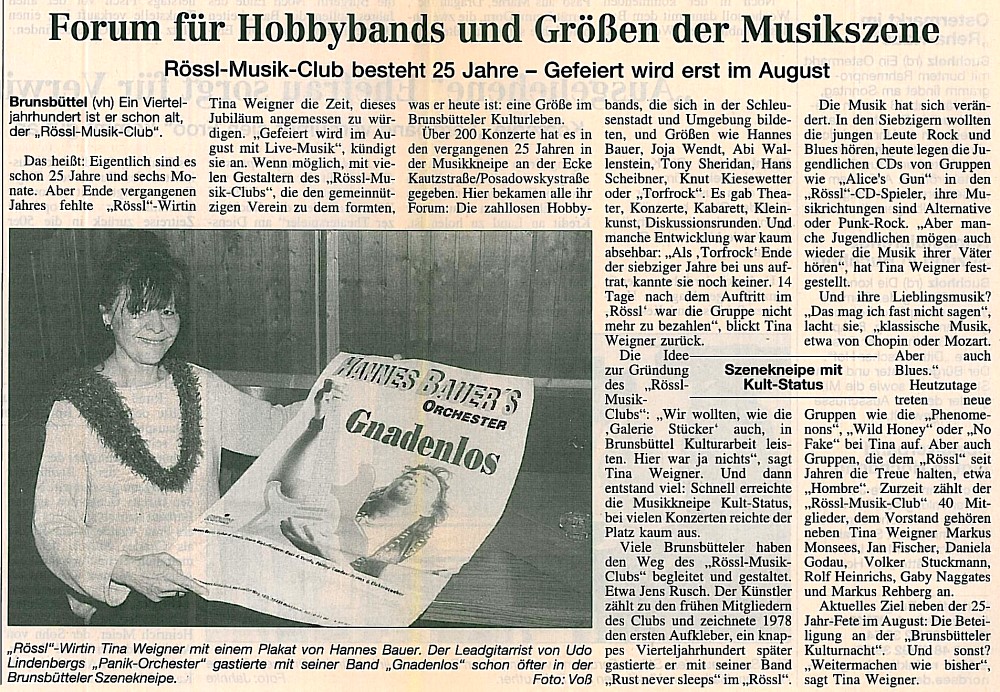 Forum für Hobbybands und Größen der Musikszene
Rössl-Musik-Club besteht 25 Jahre – Gefeiert wird erst im August
Brunsbüttel (vh) Ein Viertel-
jahrhundert ist er schon alt,
der „Rössl-Musik-Club“.
Das heißt: Eigentlich sind es
schon 25 Jahre und sechs Mo-
nate. Aber Ende vergangenen
Jahres fehlte „Rössl“-Wirtin
Tina Weigner die Zeit, dieses
Jubiläum angemessen zu wür-
digen. „Gefeiert wird im Au-
gust mit Live-Musik“, kündigt
sie an. Wenn möglich, mit vie-
len Gestaltern des „Rössl-Mu-
sik-Clubs“, die den gemeinnüt-
zigen Verein zu dem formten,
was er heute ist: eine Größe im
Brunsbütteler Kulturleben.
Über 200 Konzerte hat es in
den vergangenen 25 Jahren in
der Musikkneipe an der Ecke
Kautzstraße/Posadowskystraße
gegeben. Hier bekamen alle ihr
Forum: Die zahllosen Hobby-
bands, die sich in der Schleu-
senstadt und Umgebung bilde-
ten, und Größen wie Hannes
Bauer, Joja Wendt, Abi Wal-
lenstein, Tony Sheridan, Hans
Scheibner, Knut Kiesewetter
oder „Torfrock“. Es gab Thea-
ter, Konzerte, Kabarett, Klein-
kunst, Diskussionsrunden. Und
manche Entwicklung war kaum
absehbar: „Als ‚Torfrock‘ Ende
der siebziger Jahre bei uns auf-
trat, kannte sie noch keiner. 14
Tage nach dem Auftritt im
‚Rössl‘ war die Gruppe nicht
mehr zu bezahlen“, blickt Tina
Weigner zurück.
Die Idee
zur Gründung
des „Rössl-
Musik-
Clubs“: „Wir wollten, wie die
‚Galerie Stücker‘ auch, in
Brunsbüttel Kulturarbeit leis-
ten. Hier war ja nichts“, sagt
Tina Weigner. Und dann
entstand viel: Schnell erreichte
die Musikkneipe Kult-Status,
bei vielen Konzerten reichte der
Platz kaum aus.
Viele Brunsbütteler haben
den Weg des „Rössl-Musik-
Clubs“ begleitet und gestaltet.
Etwa Jens Rusch. Der Künstler
zählt zu den frühen Mitgliedern
des Clubs und zeichnete 1978
den ersten Aufkleber, ein knap-
pes Vierteljahrhundert später
gastierte er mit seiner Band
„Rust never sleeps“ im „Rössl“.
Szenekneipe mit
Kult-Status
Die Musik hat sich verän-
dert. In den Siebzigern wollten
die jungen Leute Rock und
Blues hören, heute legen die Ju-
gendlichen CDs von Gruppen
wie „Alice's Gun“ in den
„Rössl“-CD-Spieler, ihre Mu-
sikrichtungen sind Alternative
oder Punk-Rock. „Aber man-
che Jugendlichen mögen auch
wieder die Musik ihrer Väter
hören“, hat Tina Weigner fest-
gestellt.
Und ihre Lieblingsmusik?
„Das mag ich fast nicht sagen“,
lacht sie, „klassische Musik,
etwa von Chopin oder Mozart.
Aber auch
Blues.“
Heutzutage
treten neue
Gruppen wie die „Phenome-
nons“, „Wild Honey“ oder „No
Fake“ bei Tina auf. Aber auch
Gruppen, die dem „Rössl“ seit
Jahren die Treue halten, etwa
„Hombre“. Zurzeit zählt der
„Rössl-Musik-Club“ 40 Mit-
glieder, dem Vorstand gehören
neben Tina Weigner Markus
Monsees, Jan Fischer, Daniela
Godau, Volker Stuckmann,
Rolf Heinrichs, Gaby Naggates
und Markus Rehberg an.
Aktuelles Ziel neben der 25-
Jahr-Fete im August: Die Betei-
ligung an der „Brunsbütteler
Kulturnacht“. Und sonst?
„Weitermachen wie bisher“,
sagt Tina Weigner.
HANNES BAUER'S
ORCHESTER
Gnadenlos
„Rössl“-Wirtin Tina Weigner mit einem Plakat von Hannes Bauer. Der Leadgitarrist von Udo
Lindenbergs „Panik-Orchester“ gastierte mit seiner Band „Gnadenlos“ schon öfter in der
Brunsbütteler Szenekneipe. Foto: Voß